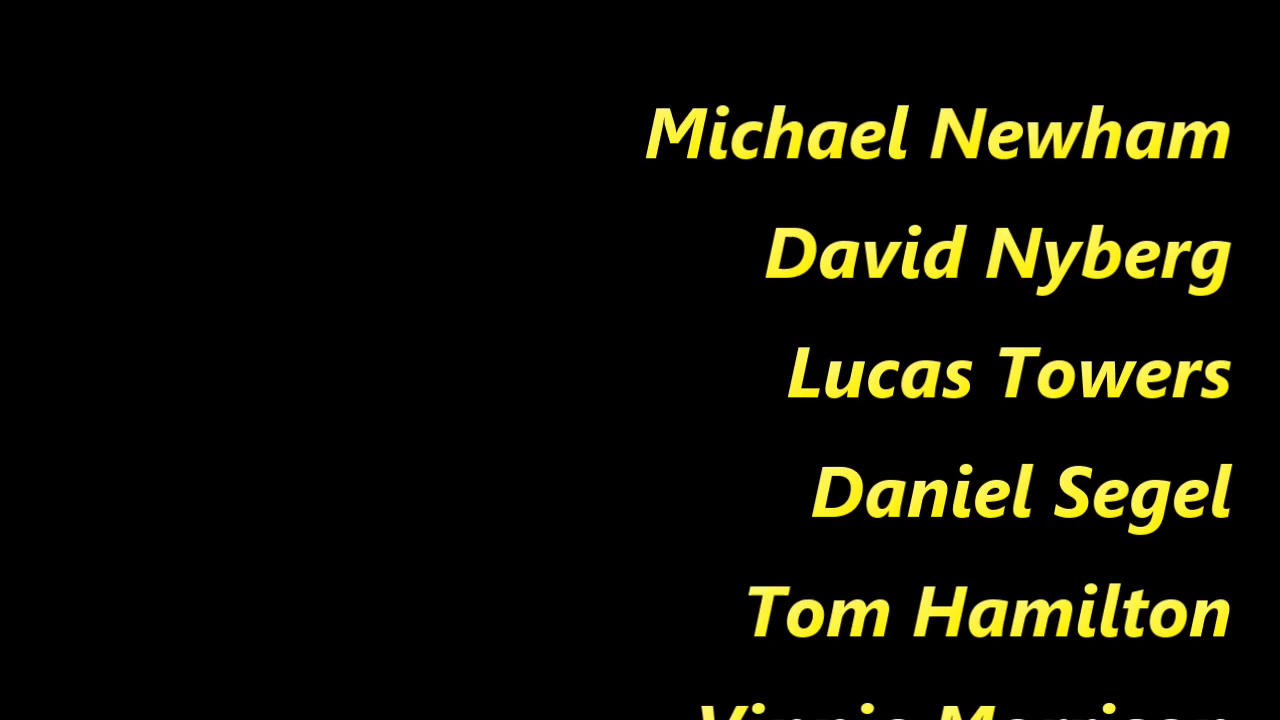 Michael Newham
David Nyberg
Lucas Towers
Daniel Segel
Tom Hamilton